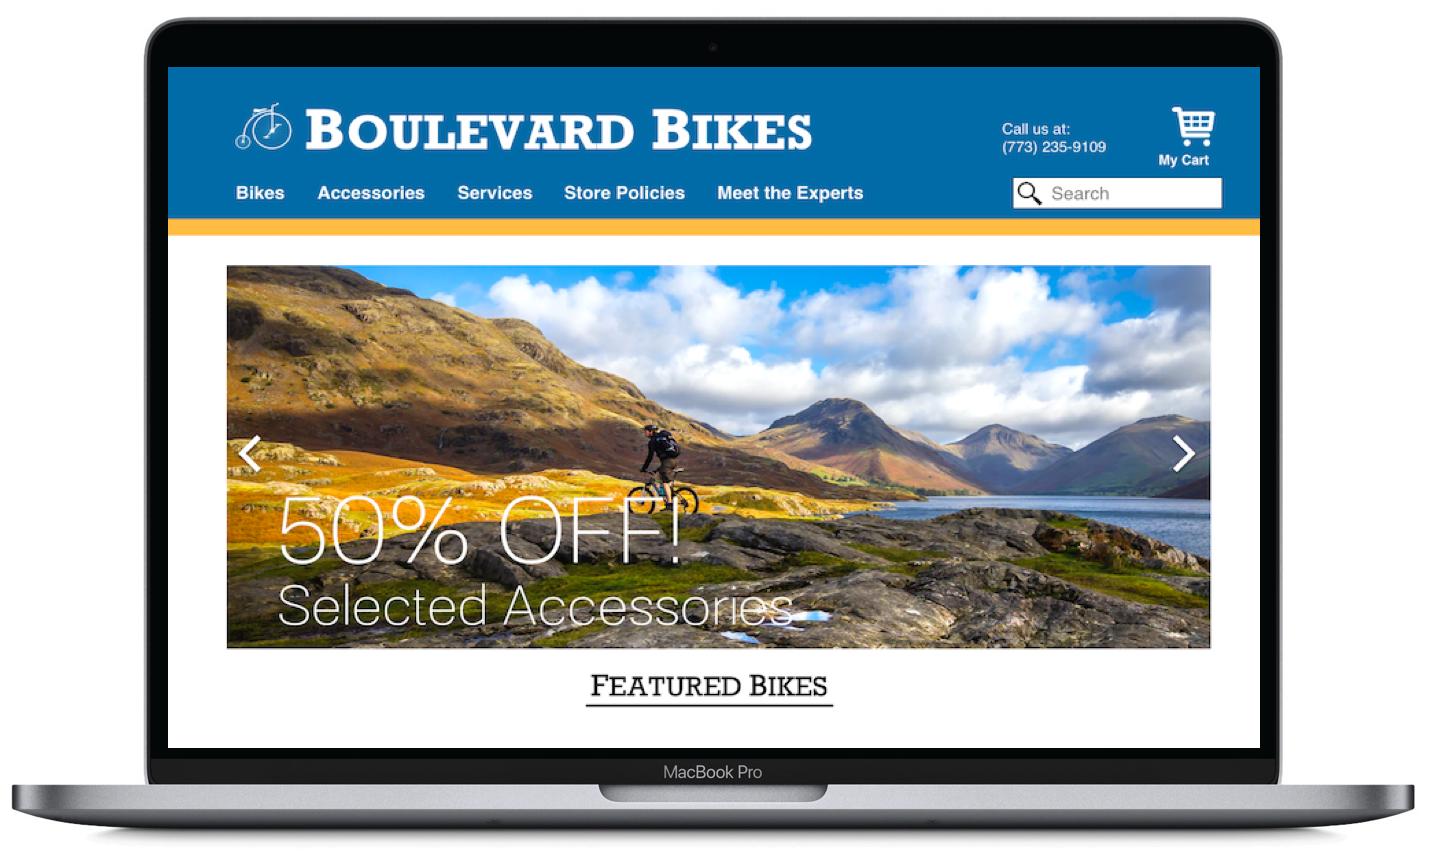 BOULEVARD BIKES
Call us at:
(773) 235-9109
My Cart
Bikes Accessories Services Store Policies Meet the Experts
Search
50% OFF!
Selected Accessories
FEATURED BIKES
MacBook Pro